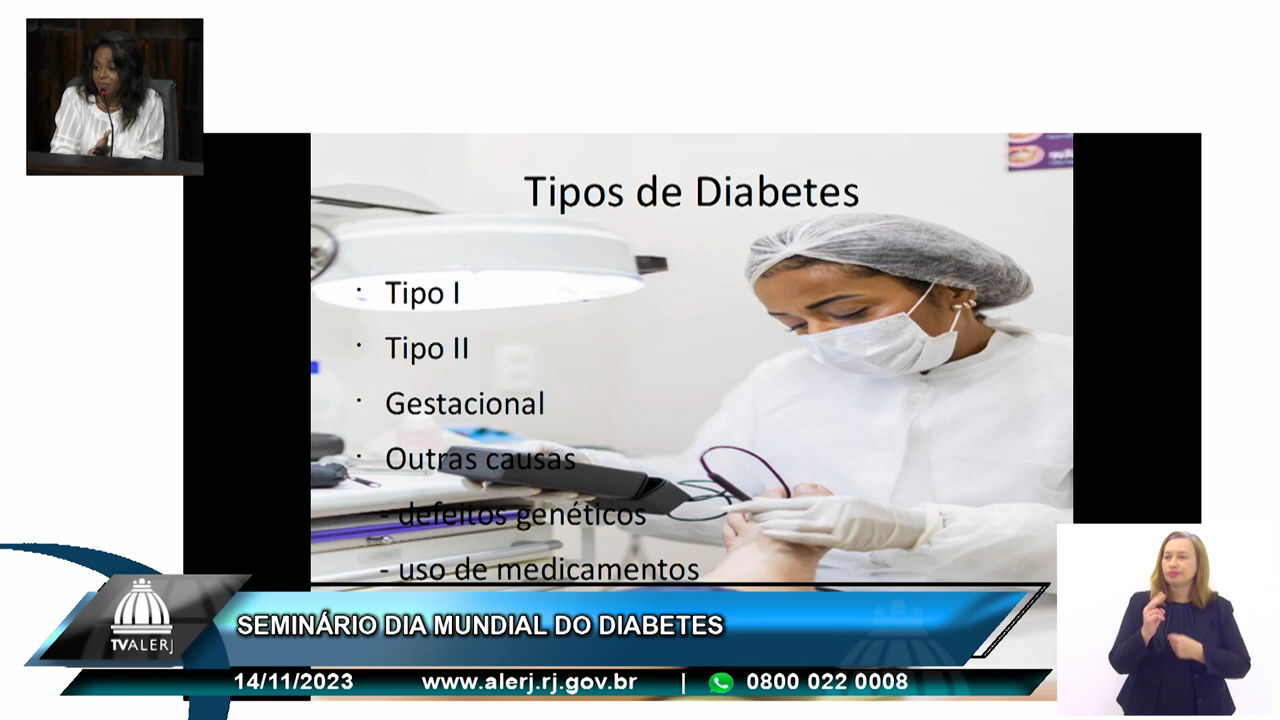 Tipos de Diabetes
· Tipo I
· Tipo II
· Gestacional
· Outras causas
- defeitos genéticos
- uso de medicamentos
SEMINÁRIO DIA MUNDIAL DO DIABETES
TVALERJ
14/11/2023 www.alerj.rj.gov.br | 0800 022 0008